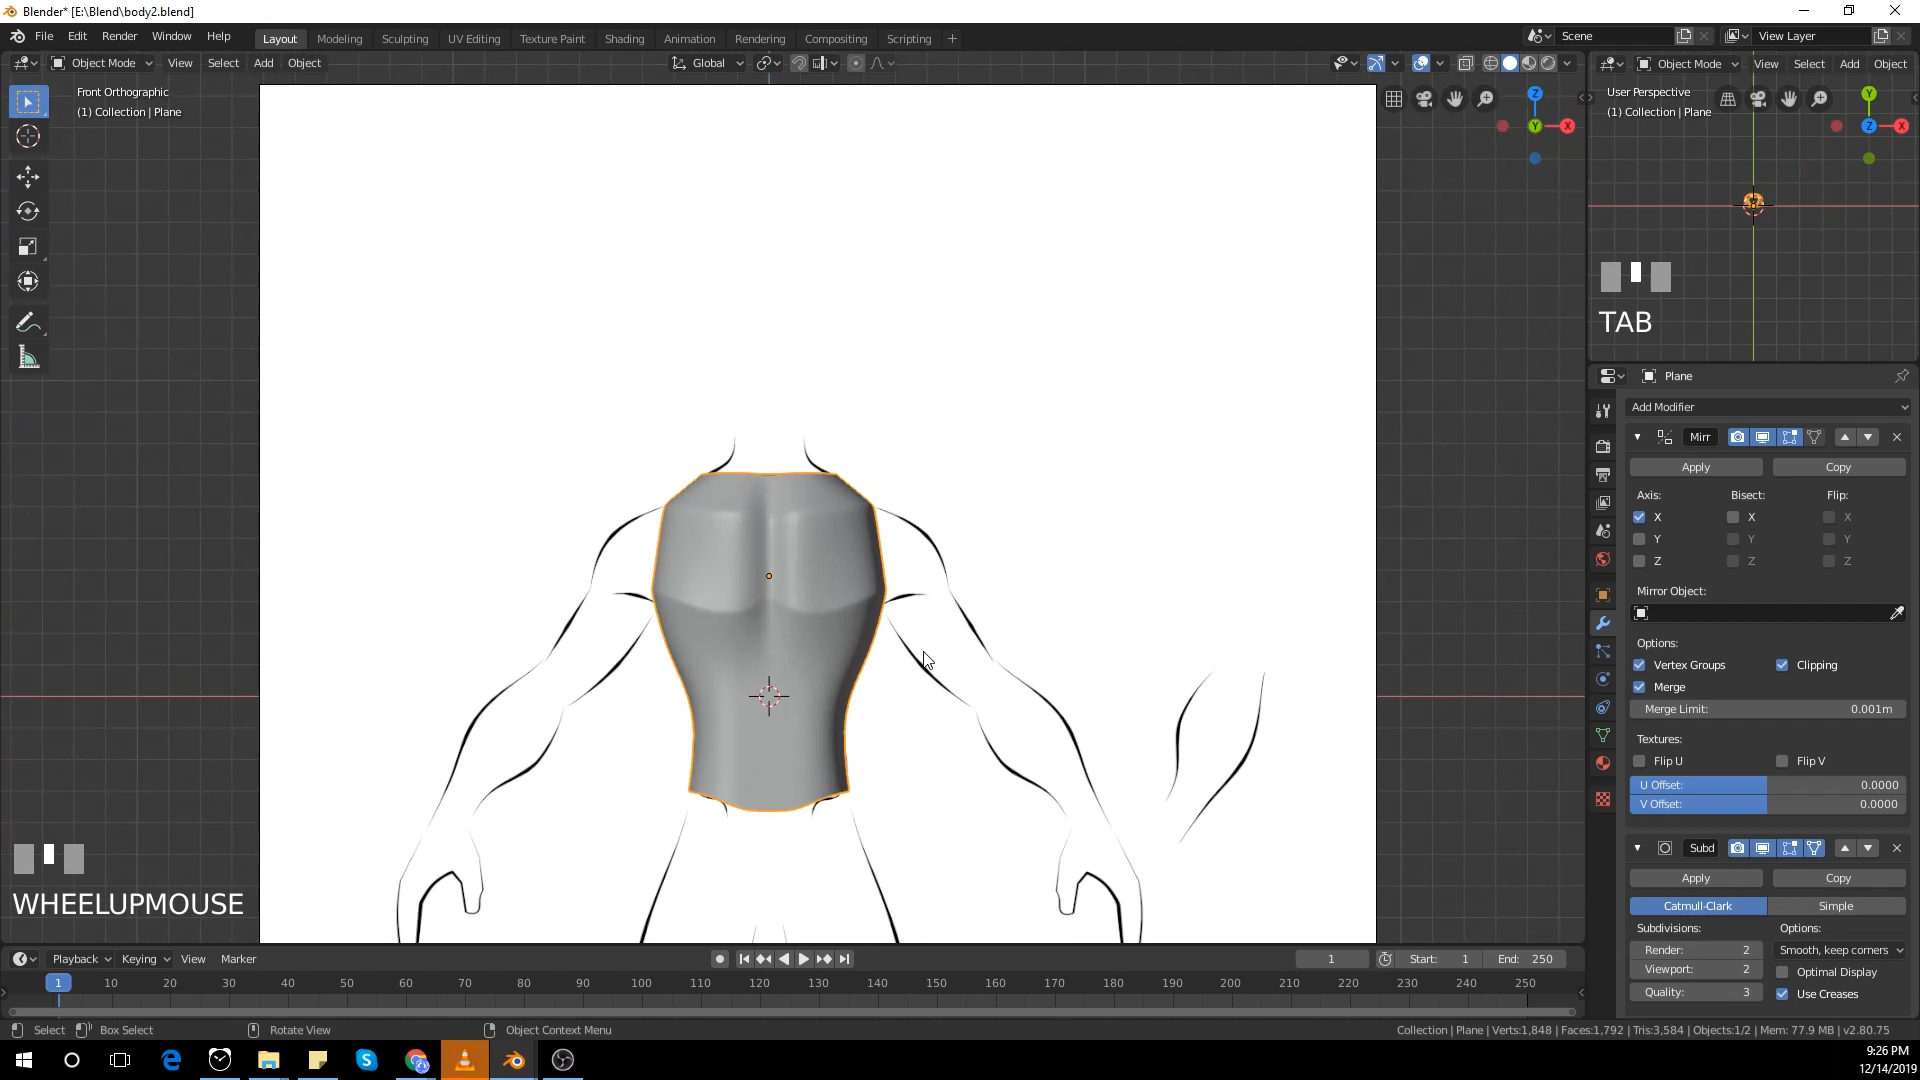 Blender* [E:\Blend\body2.blend]
File Edit Render Window Help
Layout Modeling Sculpting UV Editing Texture Paint Shading Animation Rendering Compositing Scripting +
Scene
View Layer
Object Mode View Select Add Object
Global
Object Mode View Select Add Object
Front Orthographic
(1) Collection | Plane
Z
Y
X
User Perspective
(1) Collection | Plane
Y
Z
X
TAB
Plane
Add Modifier
Mirr
Apply Copy
Axis: Bisect: Flip:
X X X
Y Y Y
Z Z Z
Mirror Object:
Options:
Vertex Groups Clipping
Merge
Merge Limit: 0.001m
Textures:
Flip U Flip V
U Offset: 0.0000
V Offset: 0.0000
Subd
Apply Copy
Catmull-Clark Simple
Subdivisions: Options:
Render: 2 Smooth, keep corners
Viewport: 2 Optimal Display
Quality: 3 Use Creases
WHEELUPMOUSE
Playback Keying View Marker
1 Start: 1 End: 250
1 10 20 30 40 50 60 70 80 90 100 110 120 130 140 150 160 170 180 190 200 210 220 230 240 250
Select Box Select Rotate View Object Context Menu
Collection | Plane | Verts:1,848 | Faces:1,792 | Tris:3,584 | Objects:1/2 | Mem: 77.9 MB | v2.80.75
9:26 PM
12/14/2019